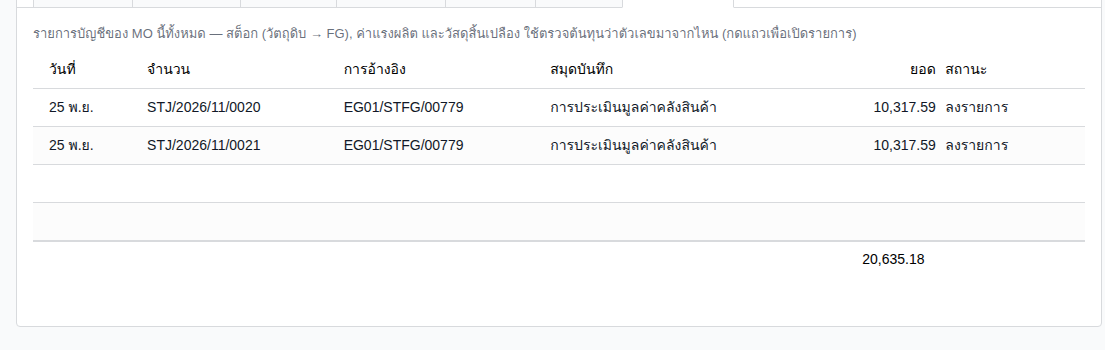 รายการบัญชีของ MO นี้ทั้งหมด — สต็อก (วัตถุดิบ → FG), ค่าแรงผลิต และวัสดุสิ้นเปลือง ใช้ตรวจต้นทุนว่าตัวเลขมาจากไหน (กดแถวเพื่อเปิดรายการ)
วันที่ จำนวน การอ้างอิง สมุดบันทึก ยอด สถานะ
25 พ.ย. STJ/2026/11/0020 EG01/STFG/00779 การประเมินมูลค่าคลังสินค้า 10,317.59 ลงรายการ
25 พ.ย. STJ/2026/11/0021 EG01/STFG/00779 การประเมินมูลค่าคลังสินค้า 10,317.59 ลงรายการ
20,635.18